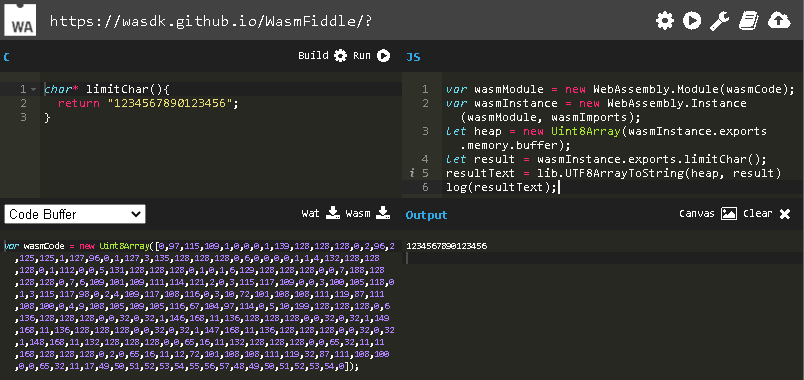 WA
https://wasdk.github.io/WasmFiddle/?
C
Build Run
JS
1 char* limitChar(){
2 return "1234567890123456";
3 }
1 var wasmModule = new WebAssembly.Module(wasmCode);
2 var wasmInstance = new WebAssembly.Instance
(wasmModule, wasmImports);
3 let heap = new Uint8Array(wasmInstance.exports
.memory.buffer);
4 let result = wasmInstance.exports.limitChar();
i 5 resultText = lib.UTF8ArrayToString(heap, result)
6 log(resultText);
Code Buffer
Wat Wasm
Output
Canvas Clear
var wasmCode = new Uint8Array([0,97,115,109,1,0,0,0,1,139,128,128,128,0,2,96,2
,125,125,1,127,96,0,1,127,3,135,128,128,128,0,6,0,0,0,0,1,1,4,132,128,128
,128,0,1,112,0,0,5,131,128,128,128,0,1,0,1,6,129,128,128,128,0,0,7,188,128
,128,128,0,7,6,109,101,109,111,114,121,2,0,3,115,117,109,0,0,3,100,105,118,0
,1,3,115,117,98,0,2,4,109,117,108,116,0,3,10,72,101,108,108,111,119,87,111
,108,100,0,4,9,108,105,109,105,116,67,104,97,114,0,5,10,199,128,128,128,0,6
,136,128,128,128,0,0,32,0,32,1,146,168,11,136,128,128,128,0,0,32,0,32,1,149
,168,11,136,128,128,128,0,0,32,0,32,1,147,168,11,136,128,128,128,0,0,32,0,32
,1,148,168,11,132,128,128,128,0,0,65,16,11,132,128,128,128,0,0,65,32,11,11
,168,128,128,128,0,2,0,65,16,11,12,72,101,108,108,111,119,32,87,111,108,100
,0,0,65,32,11,17,49,50,51,52,53,54,55,56,57,48,49,50,51,52,53,54,0]);
1234567890123456